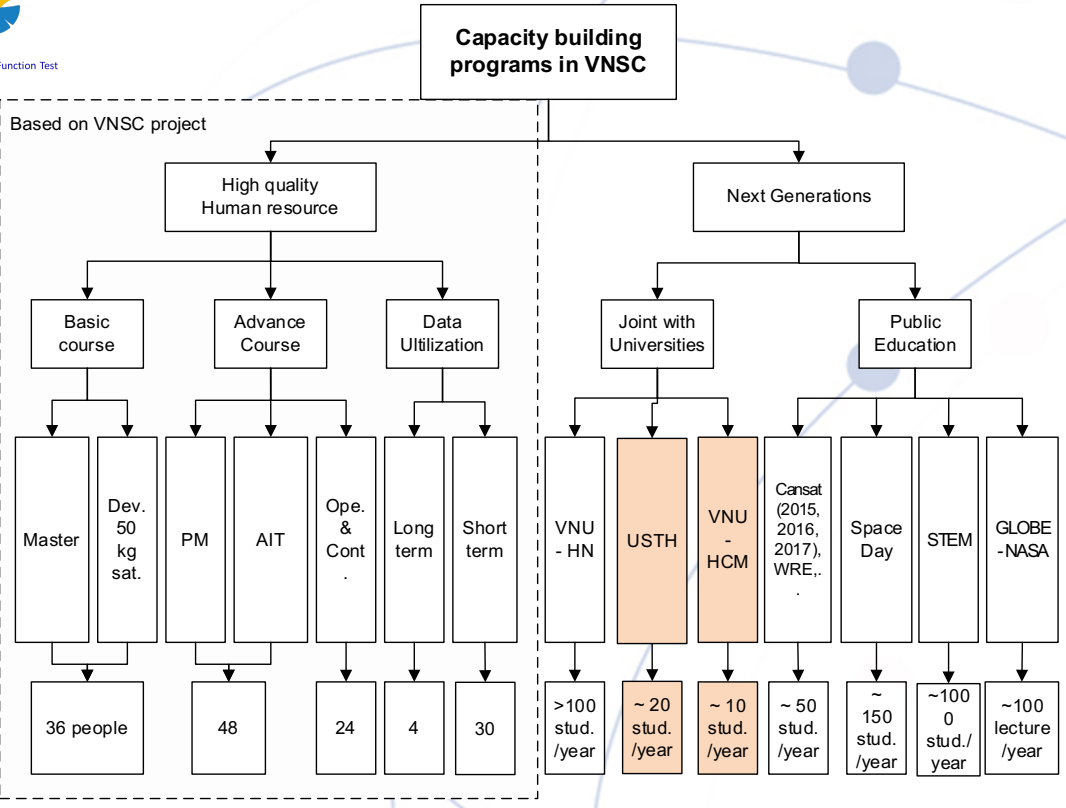 Function Test
Capacity building
programs in VNSC
Based on VNSC project
High quality
Human resource
Next Generations
Basic
course
Advance
Course
Data
Ultilization
Joint with
Universities
Public
Education
Master
Dev.
50
kg
sat.
PM
AIT
Ope.
&
Cont
.
Long
term
Short
term
VNU
- HN
USTH
VNU
-
HCM
Cansat
(2015,
2016,
2017),
WRE,.
.
Space
Day
STEM
GLOBE
-NASA
36 people
48
24
4
30
>100
stud.
/year
~ 20
stud.
/year
~ 10
stud.
/year
~ 50
stud.
/year
~
150
stud.
/year
~100
0
stud./
year
~100
lecture
/year